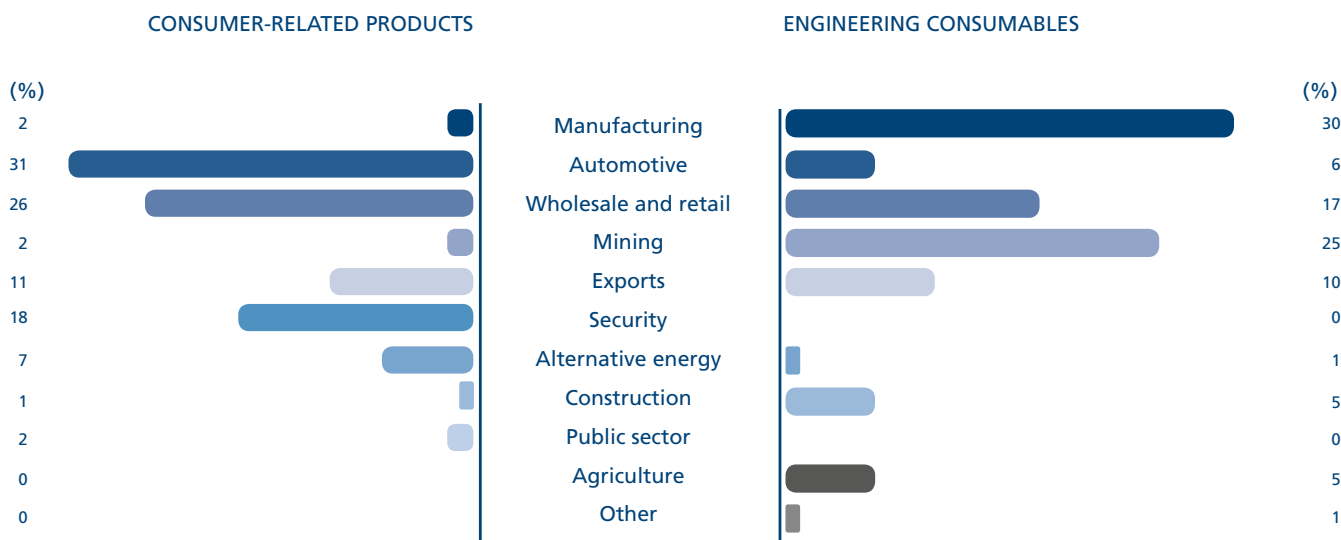 CONSUMER-RELATED PRODUCTS ENGINEERING CONSUMABLES
(%) (%)
2 Manufacturing 30
31 Automotive 6
26 Wholesale and retail 17
2 Mining 25
11 Exports 10
18 Security 0
7 Alternative energy 1
1 Construction 5
2 Public sector 0
0 Agriculture 5
0 Other 1